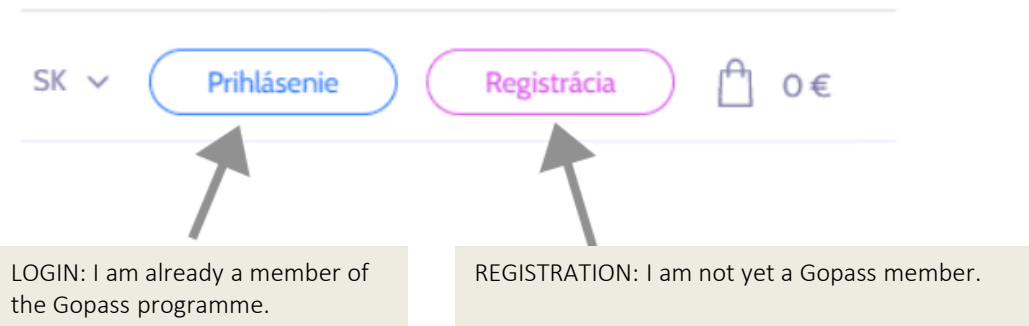 SK Prihlásenie Registrácia 0 €
LOGIN: I am already a member of
the Gopass programme.
REGISTRATION: I am not yet a Gopass member.